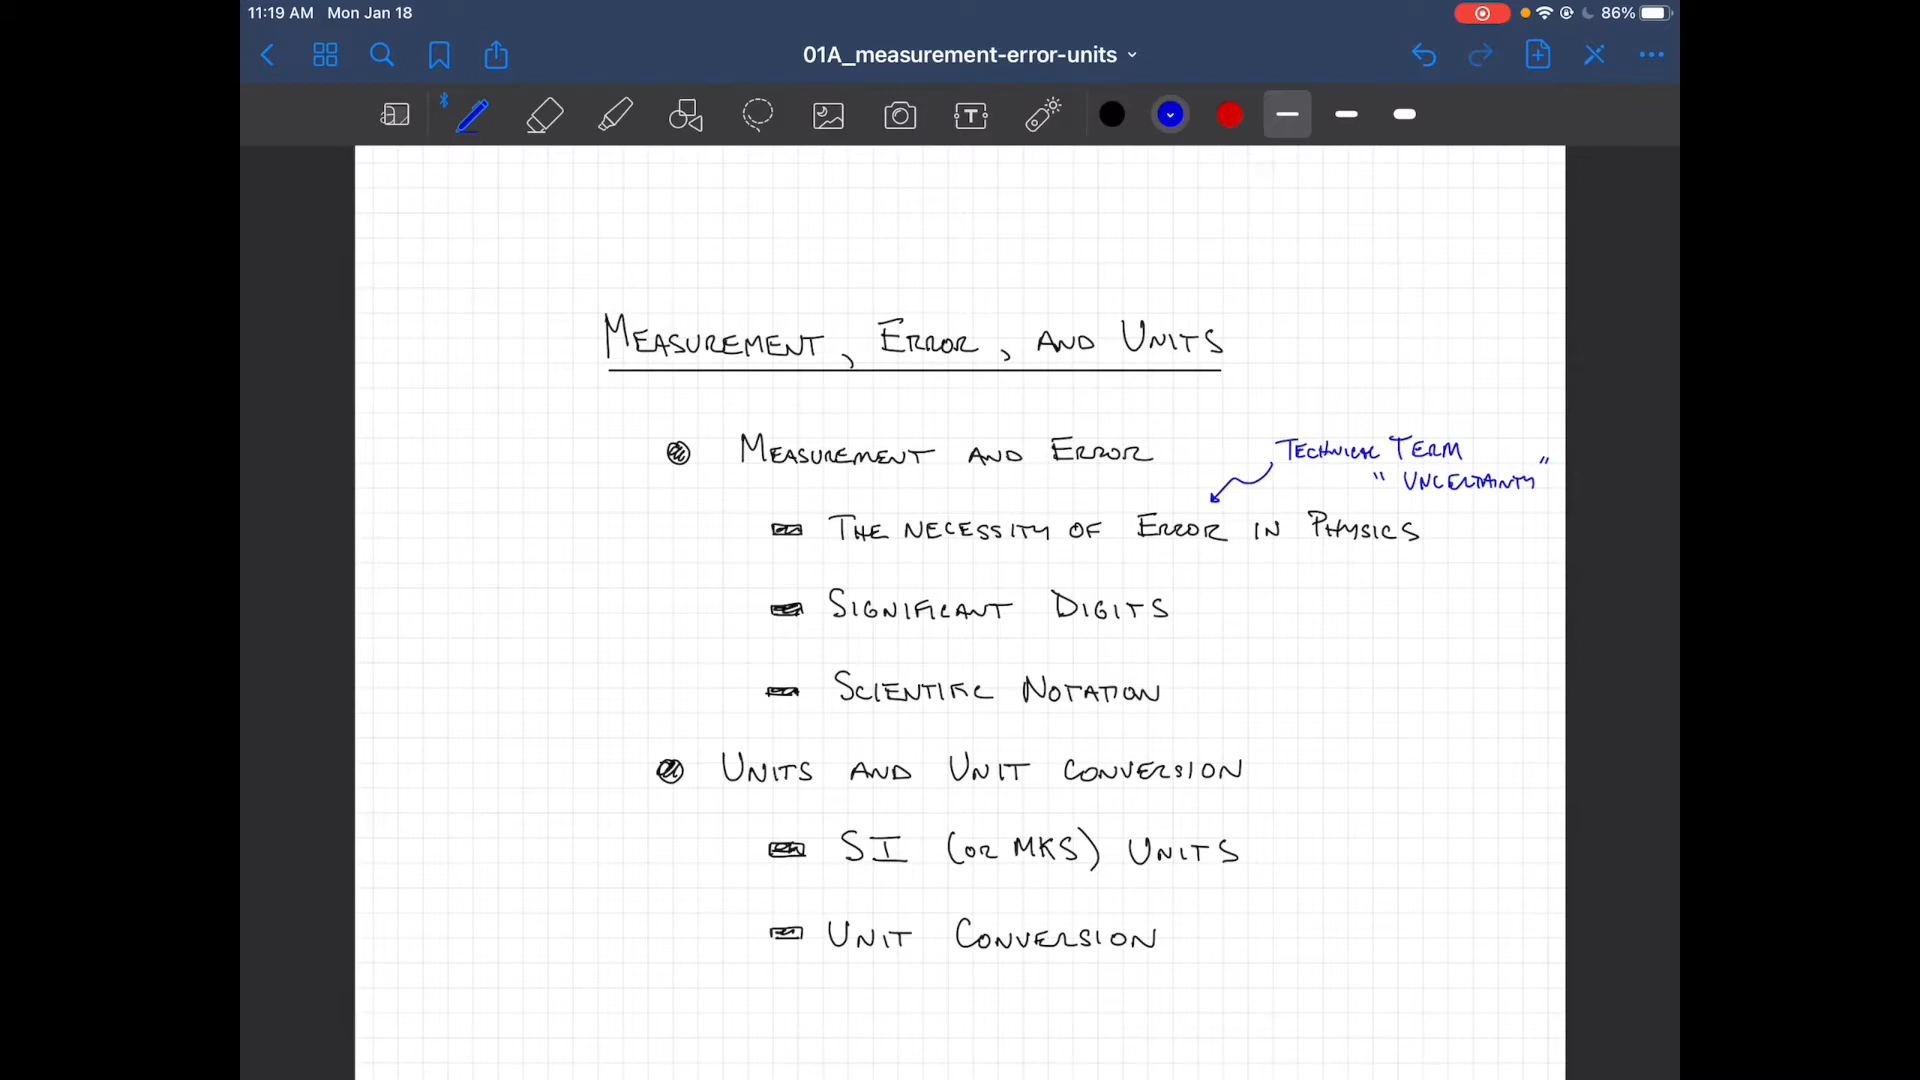 11:19 AM Mon Jan 18
86%
01A_measurement-error-units
T
MEASUREMENT, ERROR, AND UNITS
MEASUREMENT AND ERROR
TECHNICAL TERM
"UNCERTAINTY"
THE NECESSITY OF ERROR IN PHYSICS
SIGNIFICANT DIGITS
SCIENTIFIC NOTATION
UNITS AND UNIT CONVERSION
SI (OR MKS) UNITS
UNIT CONVERSION